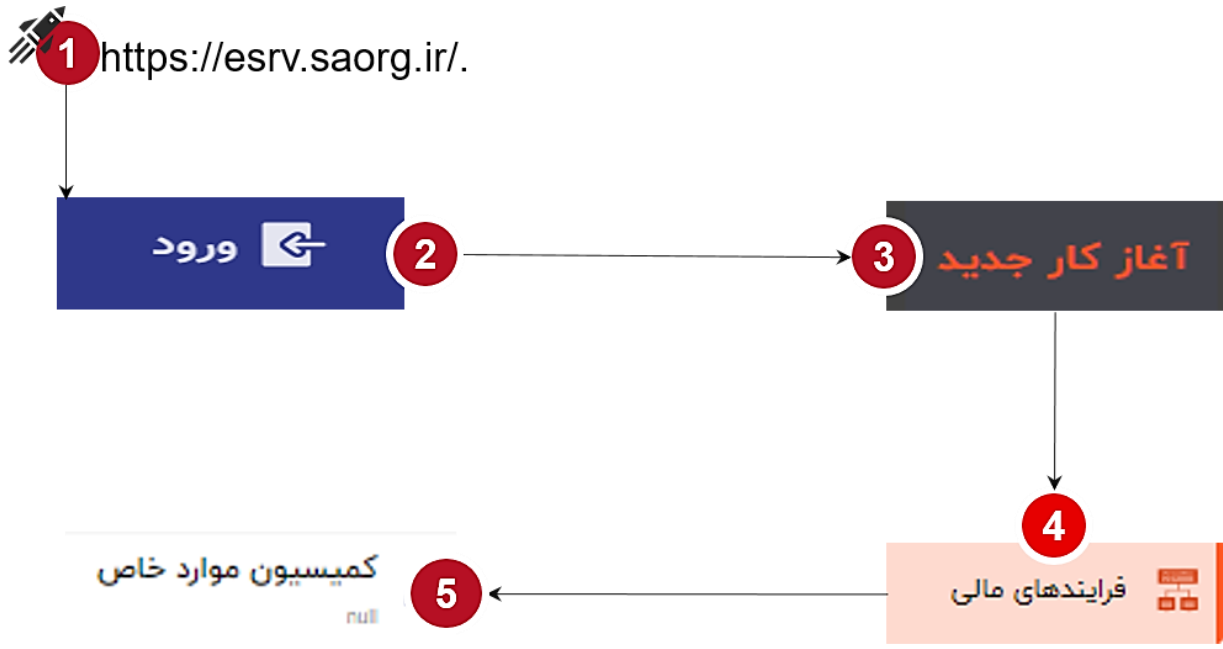 1 https://esrv.saorg.ir/.
ورود 2
3 آغاز کار جدید
4
فرایندهای مالی
کمیسیون موارد خاص
null
5